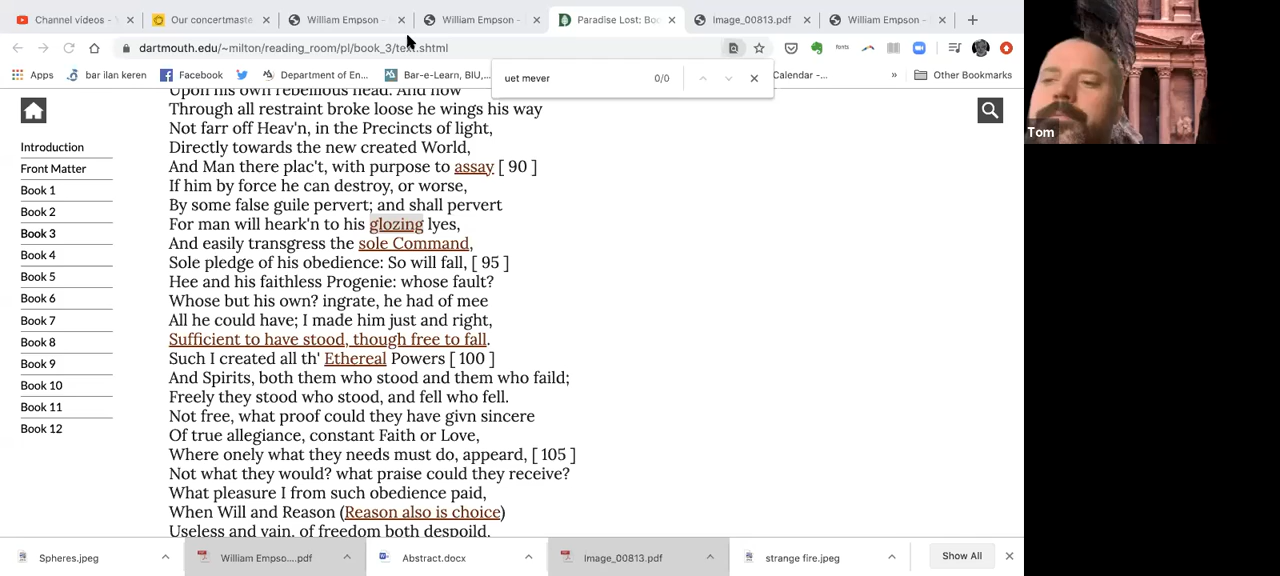 Channel videos - Y
Our concertmaste
William Empson -
William Empson -
Paradise Lost: Boo
image_00813.pdf
William Empson -
dartmouth.edu/~milton/reading_room/pl/book_3/text.shtml
fonts
uet mever
0/0
Apps
bar ilan keren
Facebook
Department of En...
Bar-e-Learn, BIU,...
Calendar -...
»
Other Bookmarks
Tom
Introduction
Front Matter
Book 1
Book 2
Book 3
Book 4
Book 5
Book 6
Book 7
Book 8
Book 9
Book 10
Book 11
Book 12
Upon his own rebellious head. And now
Through all restraint broke loose he wings his way
Not farr off Heav'n, in the Precincts of light,
Directly towards the new created World,
And Man there plac't, with purpose to assay [ 90 ]
If him by force he can destroy, or worse,
By some false guile pervert; and shall pervert
For man will heark'n to his glozing lyes,
And easily transgress the sole Command,
Sole pledge of his obedience: So will fall, [ 95 ]
Hee and his faithless Progenie: whose fault?
Whose but his own? ingrate, he had of mee
All he could have; I made him just and right,
Sufficient to have stood, though free to fall.
Such I created all th' Ethereal Powers [ 100 ]
And Spirits, both them who stood and them who faild;
Freely they stood who stood, and fell who fell.
Not free, what proof could they have givn sincere
Of true allegiance, constant Faith or Love,
Where onely what they needs must do, appeard, [ 105 ]
Not what they would? what praise could they receive?
What pleasure I from such obedience paid,
When Will and Reason (Reason also is choice)
Useless and vain, of freedom both despoild,
Spheres.jpeg
William Empso....pdf
Abstract.docx
Image_00813.pdf
strange fire.jpeg
Show All